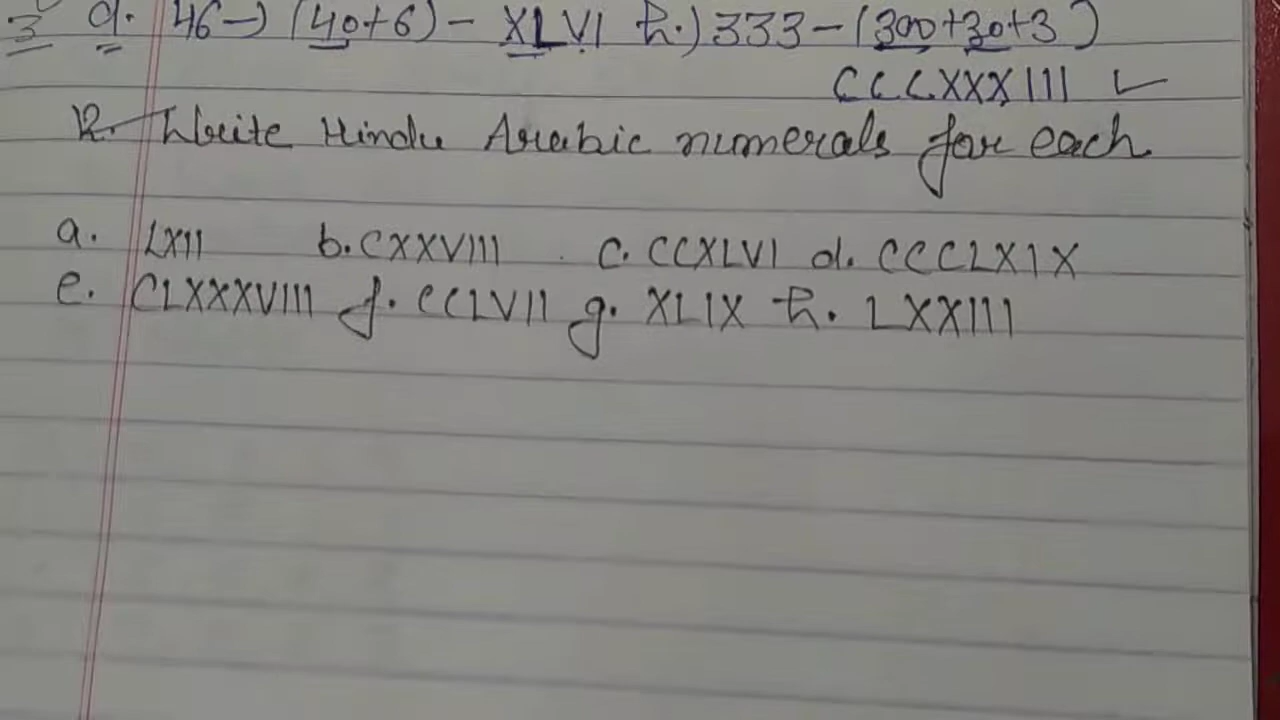 3 g. 46→ (40+6) - XLVI h.) 333 - (300+30+3)
CCCXXXIII
12. Write Hindu Arabic numerals for each
a. LXII b. CXXVIII c. CCXLVI d. CCCLXIX
e. CLXXXVIII f. CCLVII g. XLIX h. LXXIII